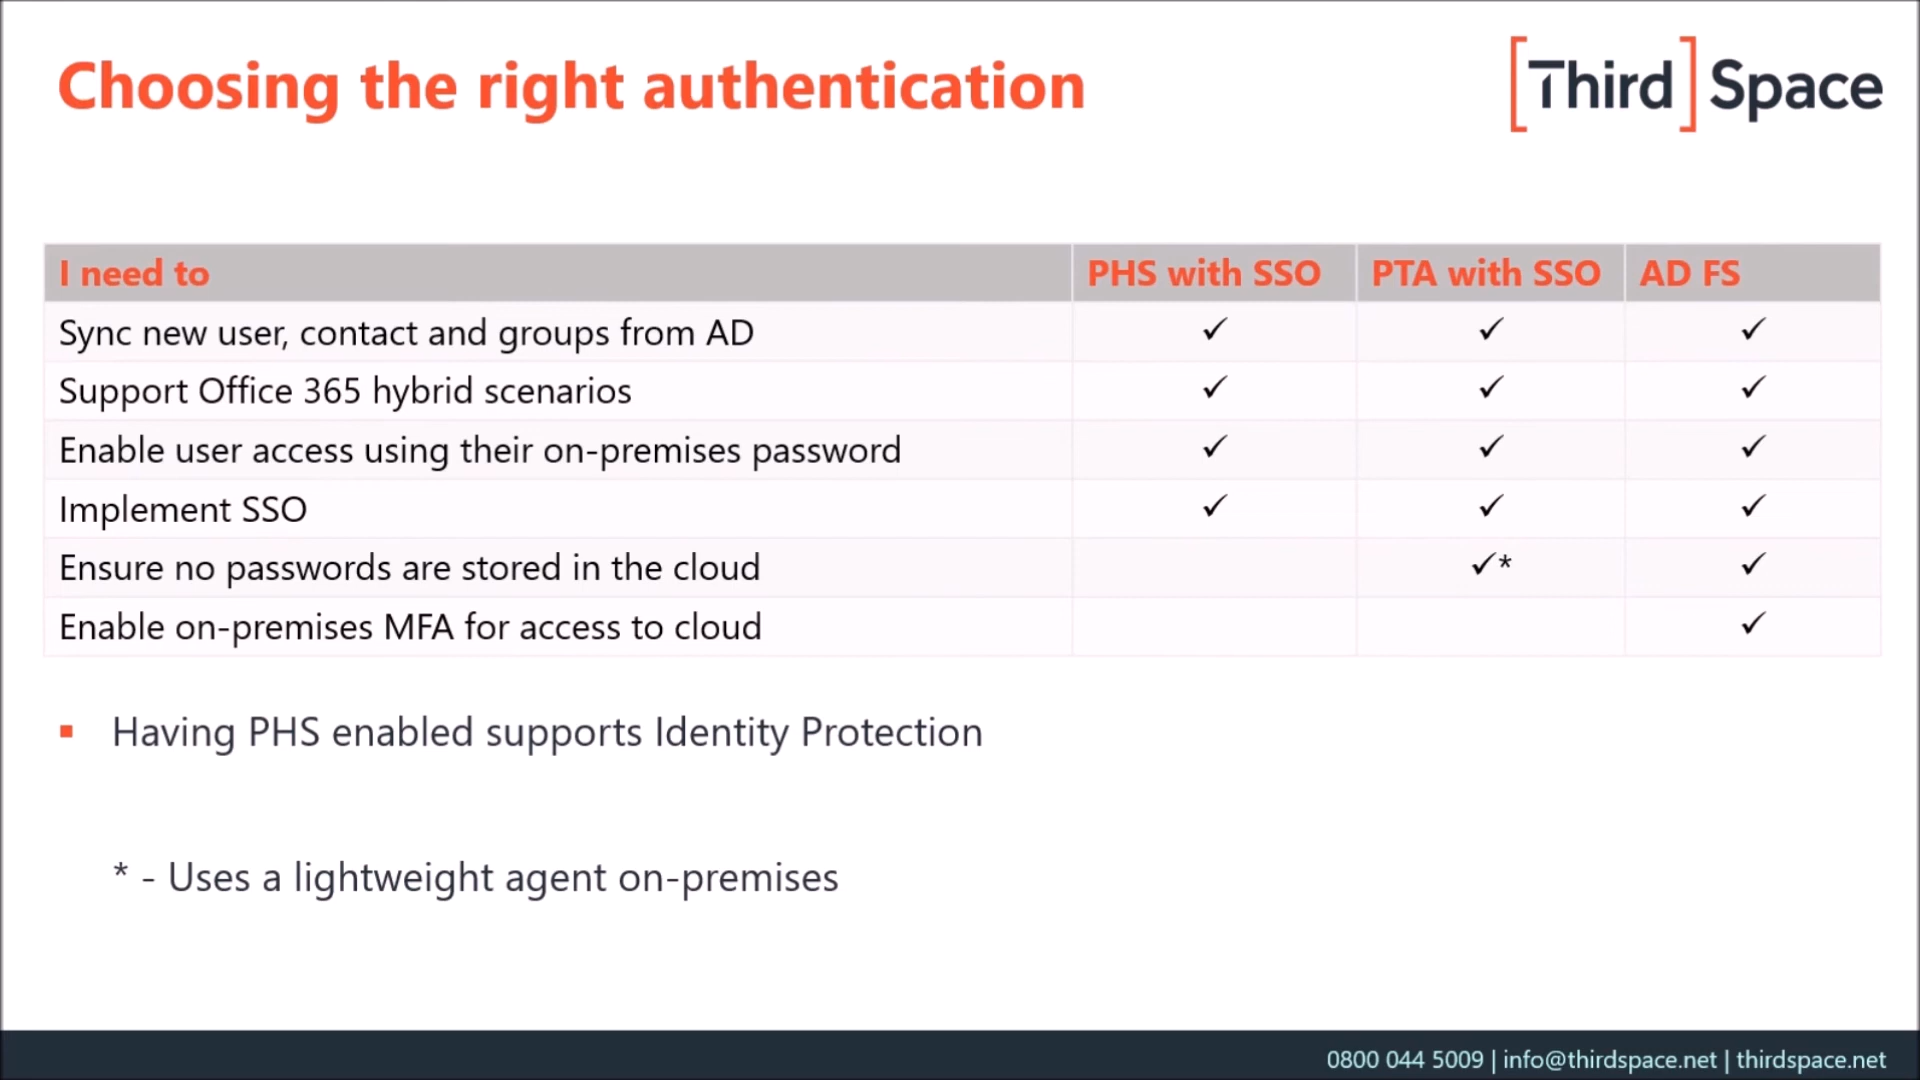 Choosing the right authentication
[Third] Space
I need to PHS with SSO PTA with SSO AD FS
Sync new user, contact and groups from AD ✓ ✓ ✓
Support Office 365 hybrid scenarios ✓ ✓ ✓
Enable user access using their on-premises password ✓ ✓ ✓
Implement SSO ✓ ✓ ✓
Ensure no passwords are stored in the cloud ✓* ✓
Enable on-premises MFA for access to cloud ✓
▪ Having PHS enabled supports Identity Protection
* - Uses a lightweight agent on-premises
0800 044 5009 | info@thirdspace.net | thirdspace.net